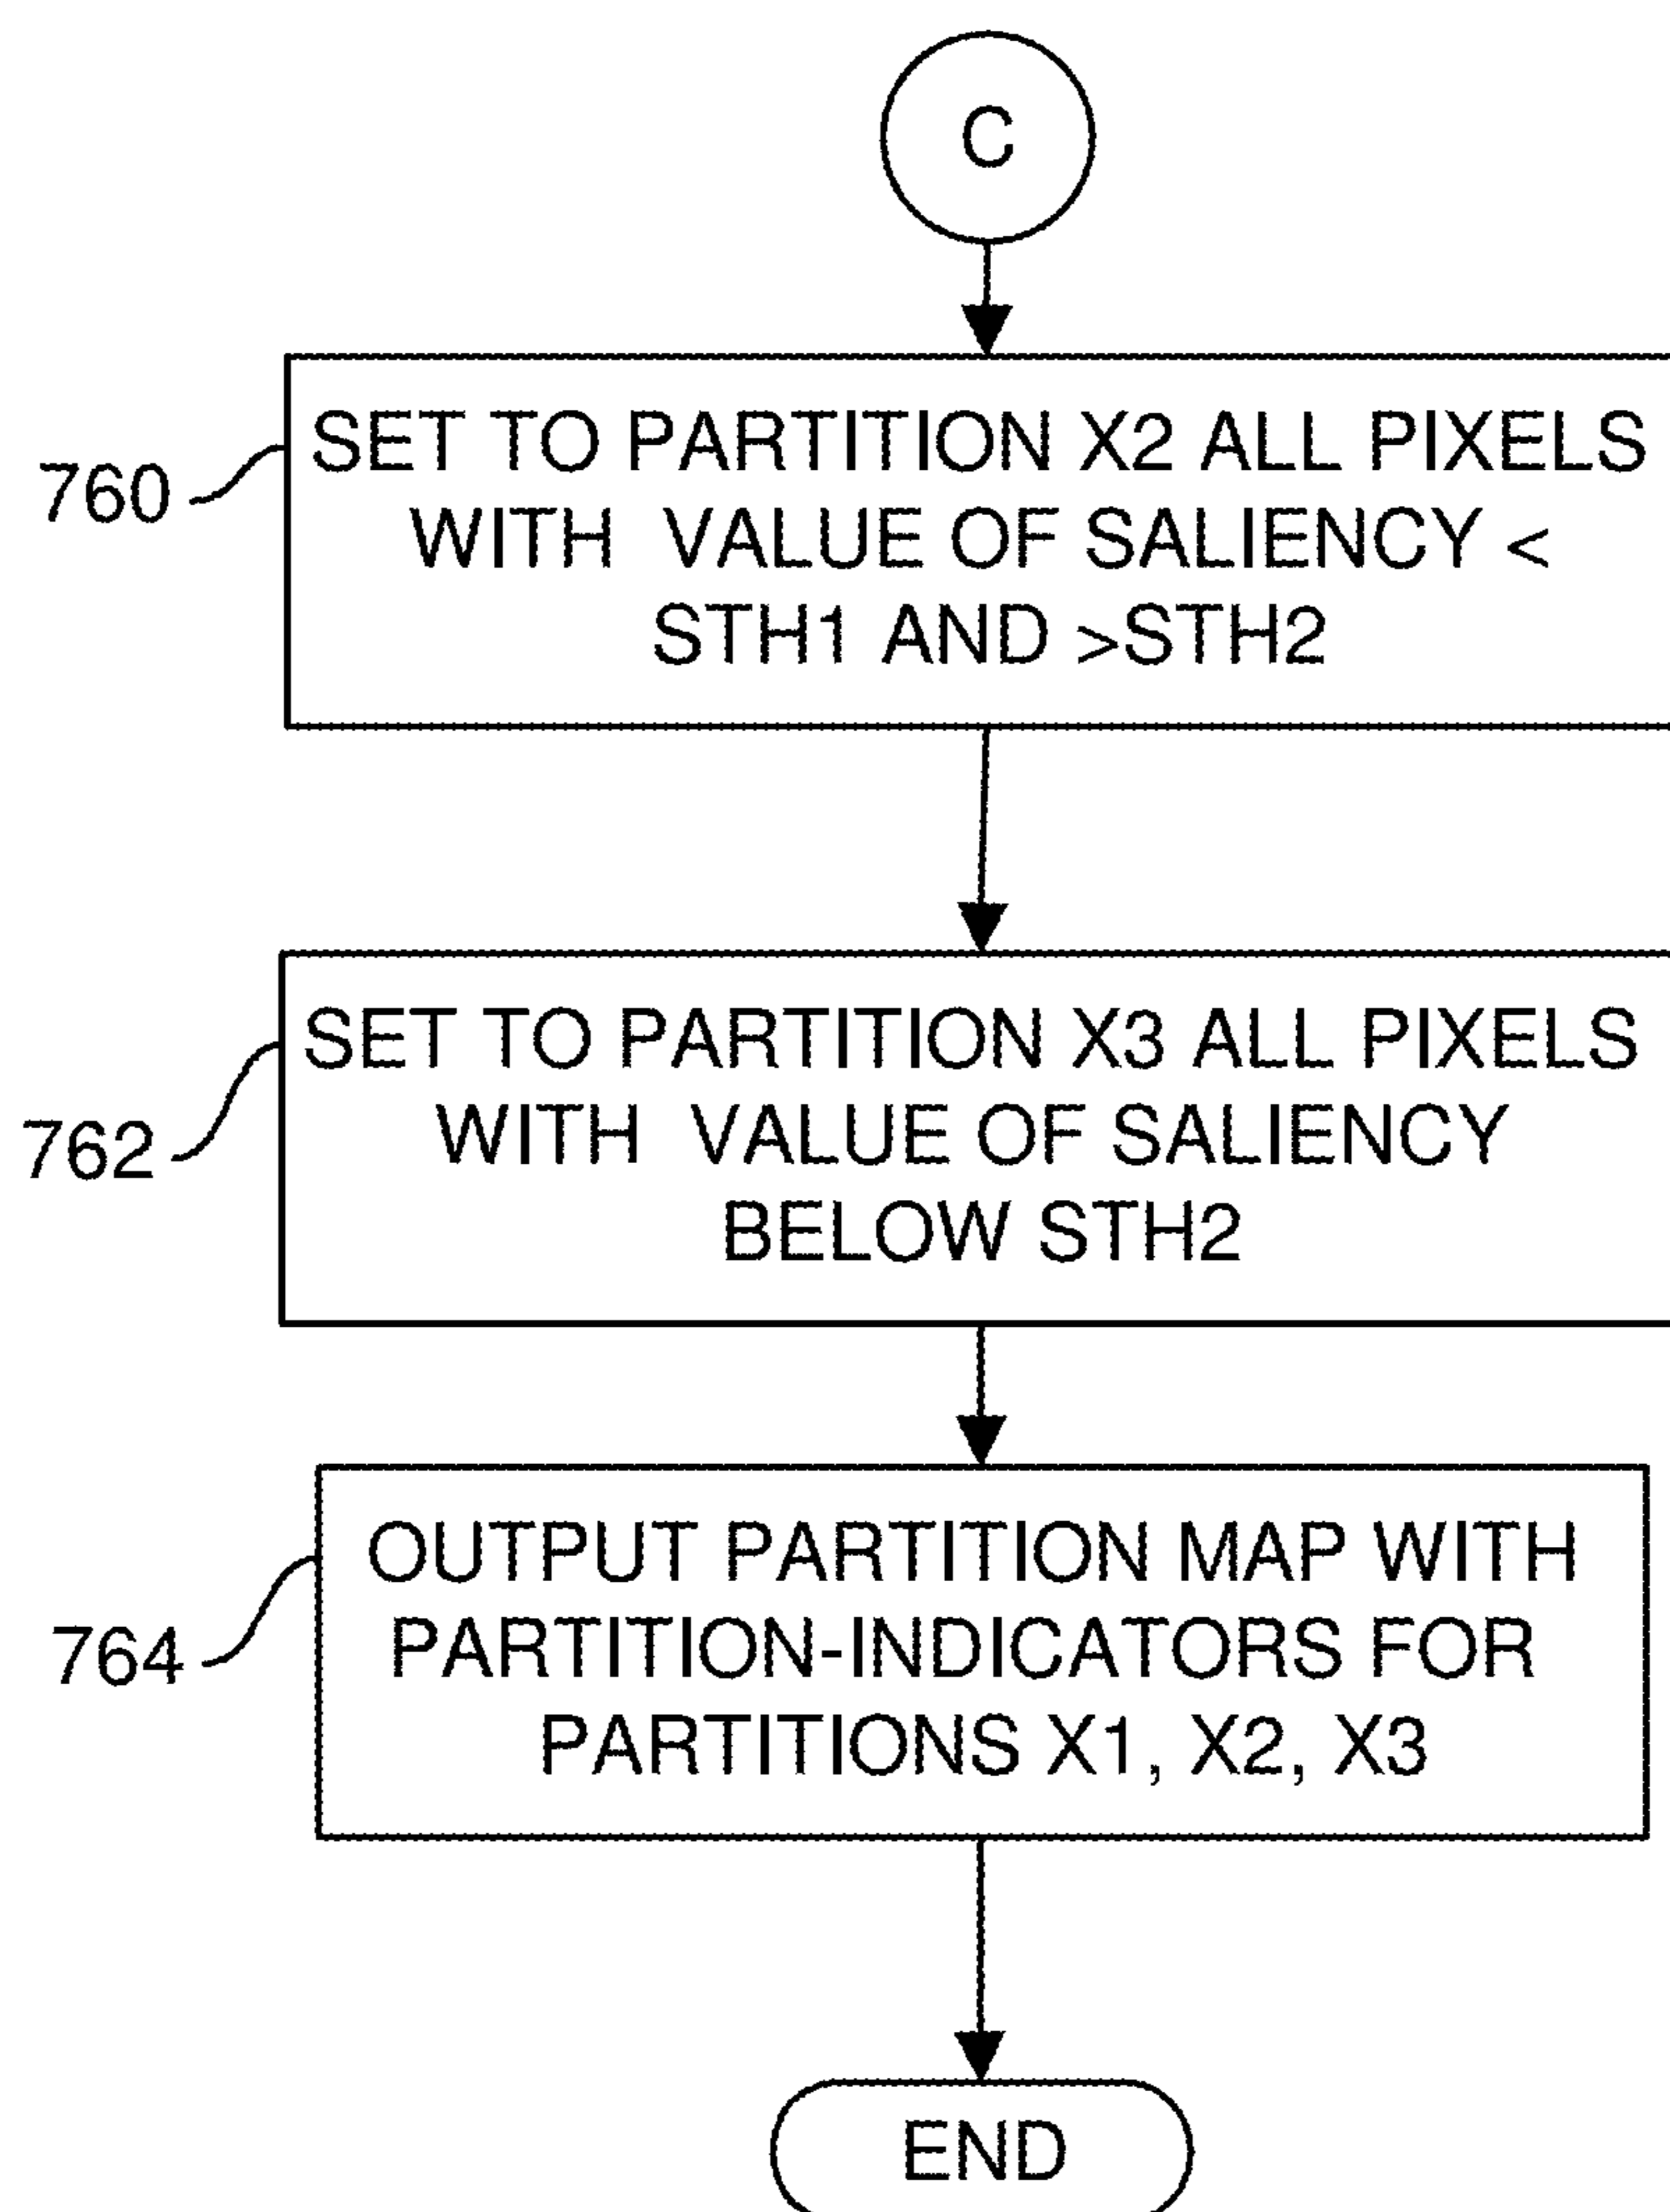 C
760
SET TO PARTITION X2 ALL PIXELS
WITH VALUE OF SALIENCY <
STH1 AND >STH2
762
SET TO PARTITION X3 ALL PIXELS
WITH VALUE OF SALIENCY
BELOW STH2
764
OUTPUT PARTITION MAP WITH
PARTITION-INDICATORS FOR
PARTITIONS X1, X2, X3
END